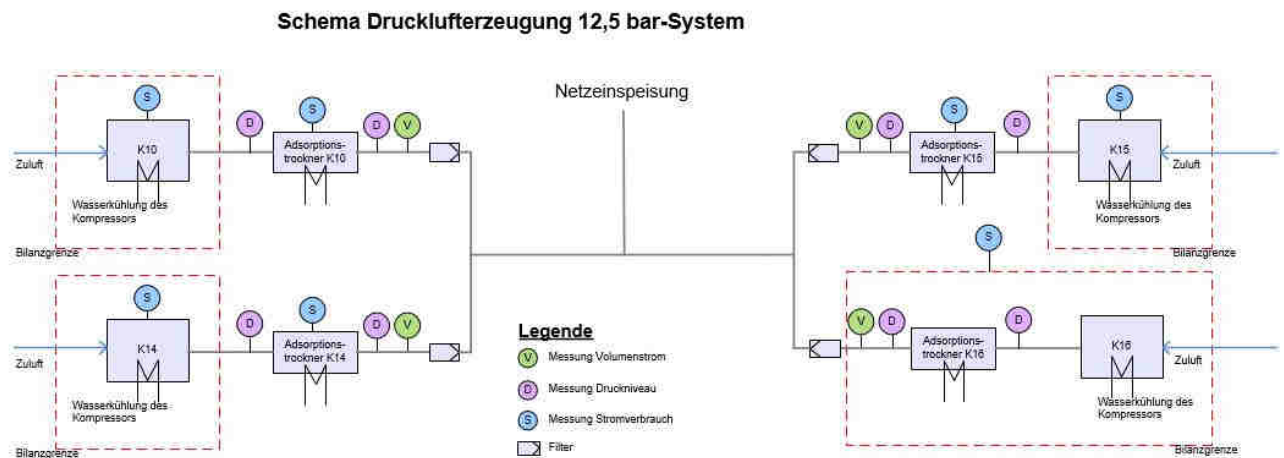 Schema Drucklufterzeugung 12,5 bar-System
Netzeinspeisung
S
K10
Zuluft
Wasserkühlung des
Kompressors
Bilanzgrenze
D
S
Adsorptions-
trockner K10
D
V
V
D
S
Adsorptions-
trockner K15
D
S
K15
Zuluft
Wasserkühlung des
Kompressors
Bilanzgrenze
S
K14
Zuluft
Wasserkühlung des
Kompressors
Bilanzgrenze
D
S
Adsorptions-
trockner K14
D
V
S
V
D
Adsorptions-
trockner K16
D
K16
Zuluft
Wasserkühlung des
Kompressors
Bilanzgrenze
Legende
V Messung Volumenstrom
D Messung Druckniveau
S Messung Stromverbrauch
Filter